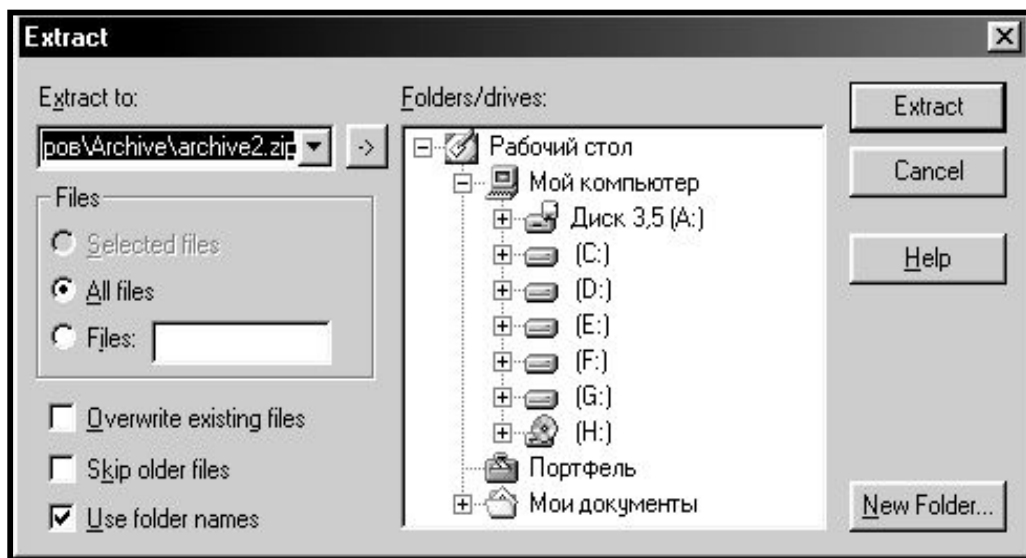 Extract
Extract to:
ров\Archive\archive2.zip
->
Files
Selected files
All files
Files:
Overwrite existing files
Skip older files
Use folder names
Folders/drives:
Рабочий стол
Мой компьютер
Диск 3,5 (A:)
(C:)
(D:)
(E:)
(F:)
(G:)
(H:)
Портфель
Мои документы
Extract
Cancel
Help
New Folder...